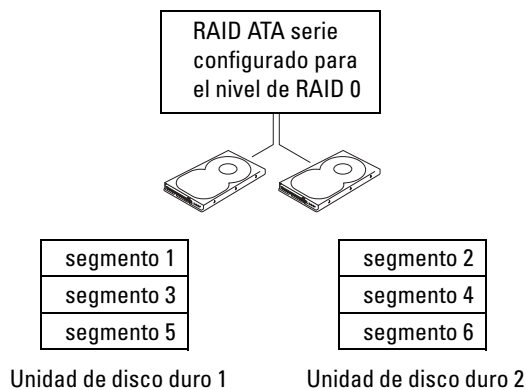 RAID ATA serie
configurado para
el nivel de RAID 0
segmento 1
segmento 3
segmento 5
segmento 2
segmento 4
segmento 6
Unidad de disco duro 1
Unidad de disco duro 2